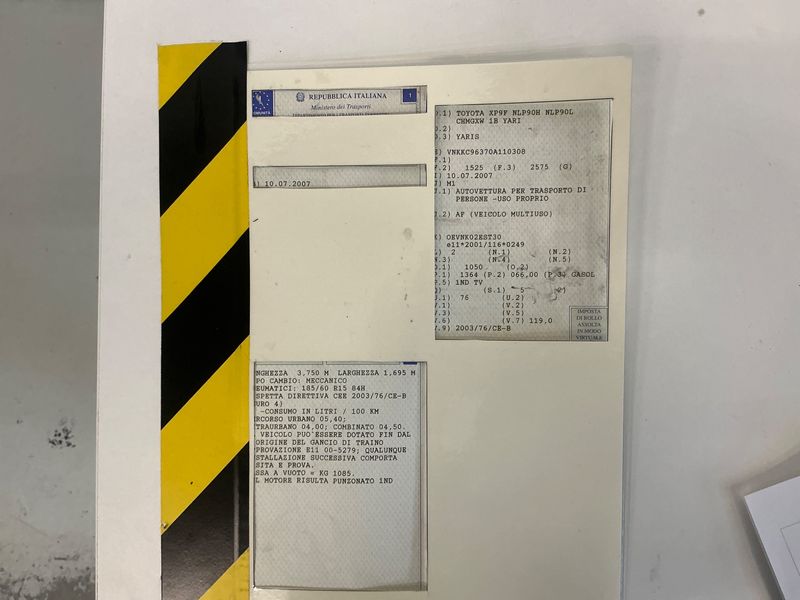 REPUBBLICA ITALIANA
1
Ministero dei Trasporti
) 10.07.2007
.1) TOYOTA XP9F NLP90H NLP90L
CHMGXW 1B YARI
.2)
.3) YARIS
) VNKKC96370A110308
.1)
.2) 1525 (F.3) 2575 (G)
) 10.07.2007
) M1
.1) AUTOVETTURA PER TRASPORTO DI
PERSONE -USO PROPRIO
.2) AF (VEICOLO MULTIUSO)
) OEVNK02EST30
e11*2001/116*0249
) 2 (N.1) (N.2)
.3) (N.4) (N.5)
.1) 1050 (O.2)
.1) 1364 (P.2) 066,00 (P.3) GASOL
.5) 1ND TV
) (S.1) 5
.1) 76 (U.2)
.1) (V.2)
.3) (V.5)
.6) (V.7) 119,0
.9) 2003/76/CE-B
IMPOSTA
DI BOLLO
ASSOLTA
IN MODO
VIRTUALE
NGHEZZA 3,750 M LARGHEZZA 1,695 M
PO CAMBIO: MECCANICO
EUMATICI: 185/60 R15 84H
SPETTA DIRETTIVA CEE 2003/76/CE-B
URO 4)
-CONSUMO IN LITRI / 100 KM
RCORSO URBANO 05,40;
TRAURBANO 04,00; COMBINATO 04,50.
VEICOLO PUO'ESSERE DOTATO FIN DAL
ORIGINE DEL GANCIO DI TRAINO
PROVAZIONE E11 00-5279; QUALUNQUE
STALLAZIONE SUCCESSIVA COMPORTA
SITA E PROVA.
SSA A VUOTO = KG 1085.
L MOTORE RISULTA PUNZONATO 1ND